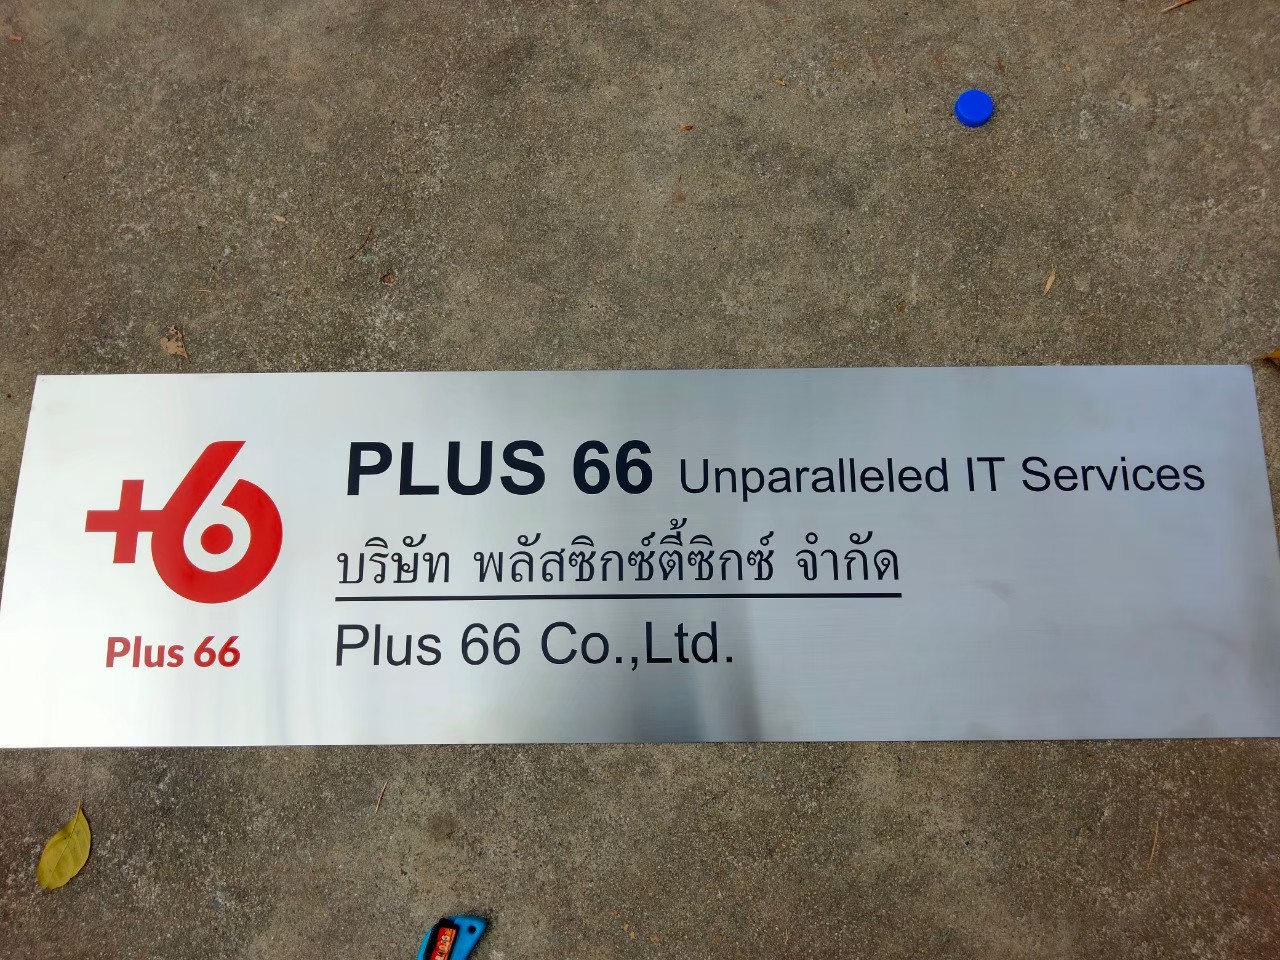 +6
PLUS 66 Unparalleled IT Services
บริษัท พลัสซิกซ์ตี้ซิกซ์ จำกัด
Plus 66 Co.,Ltd.
Plus 66